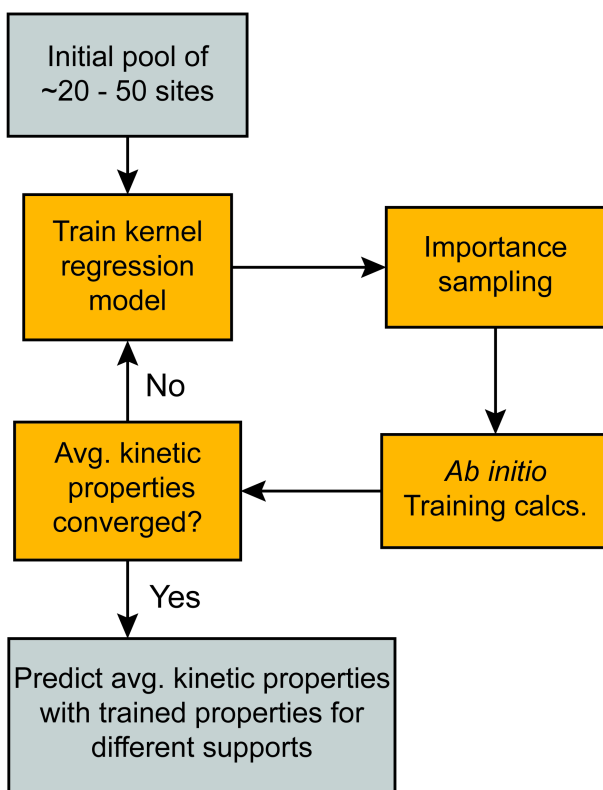 Initial pool of
~20 - 50 sites
Train kernel
regression
model
Importance
sampling
No
Avg. kinetic
properties
converged?
Ab initio
Training calcs.
Yes
Predict avg. kinetic properties
with trained properties for
different supports